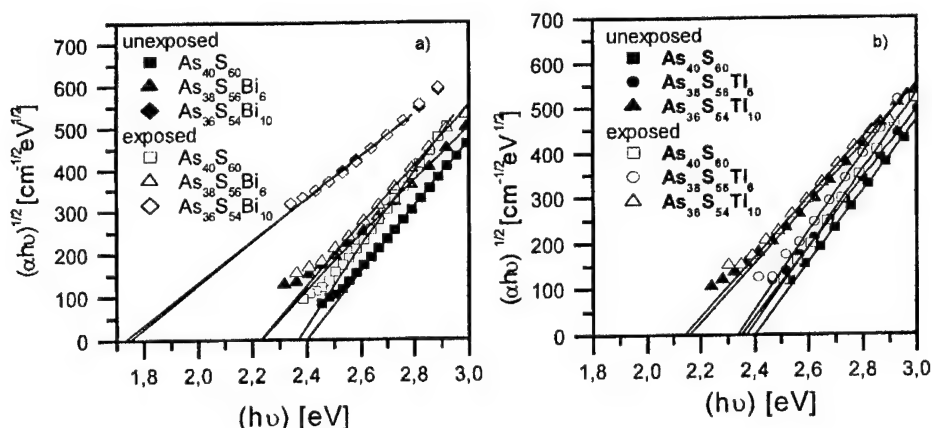 a)
unexposed
As40S60
As38S56Bi6
As36S54Bi10
exposed
As40S60
As38S56Bi6
As36S54Bi10
700
600
500
400
300
200
100
0
(αhυ)^1/2 [cm^-1/2 eV^1/2]
1,8 2,0 2,2 2,4 2,6 2,8 3,0
(hυ) [eV]
b)
unexposed
As40S60
As38S56Tl6
As36S54Tl10
exposed
As40S60
As38S56Tl6
As36S54Tl10
700
600
500
400
300
200
100
0
(αhυ)^1/2 [cm^-1/2 eV^1/2]
1,8 2,0 2,2 2,4 2,6 2,8 3,0
(hυ) [eV]